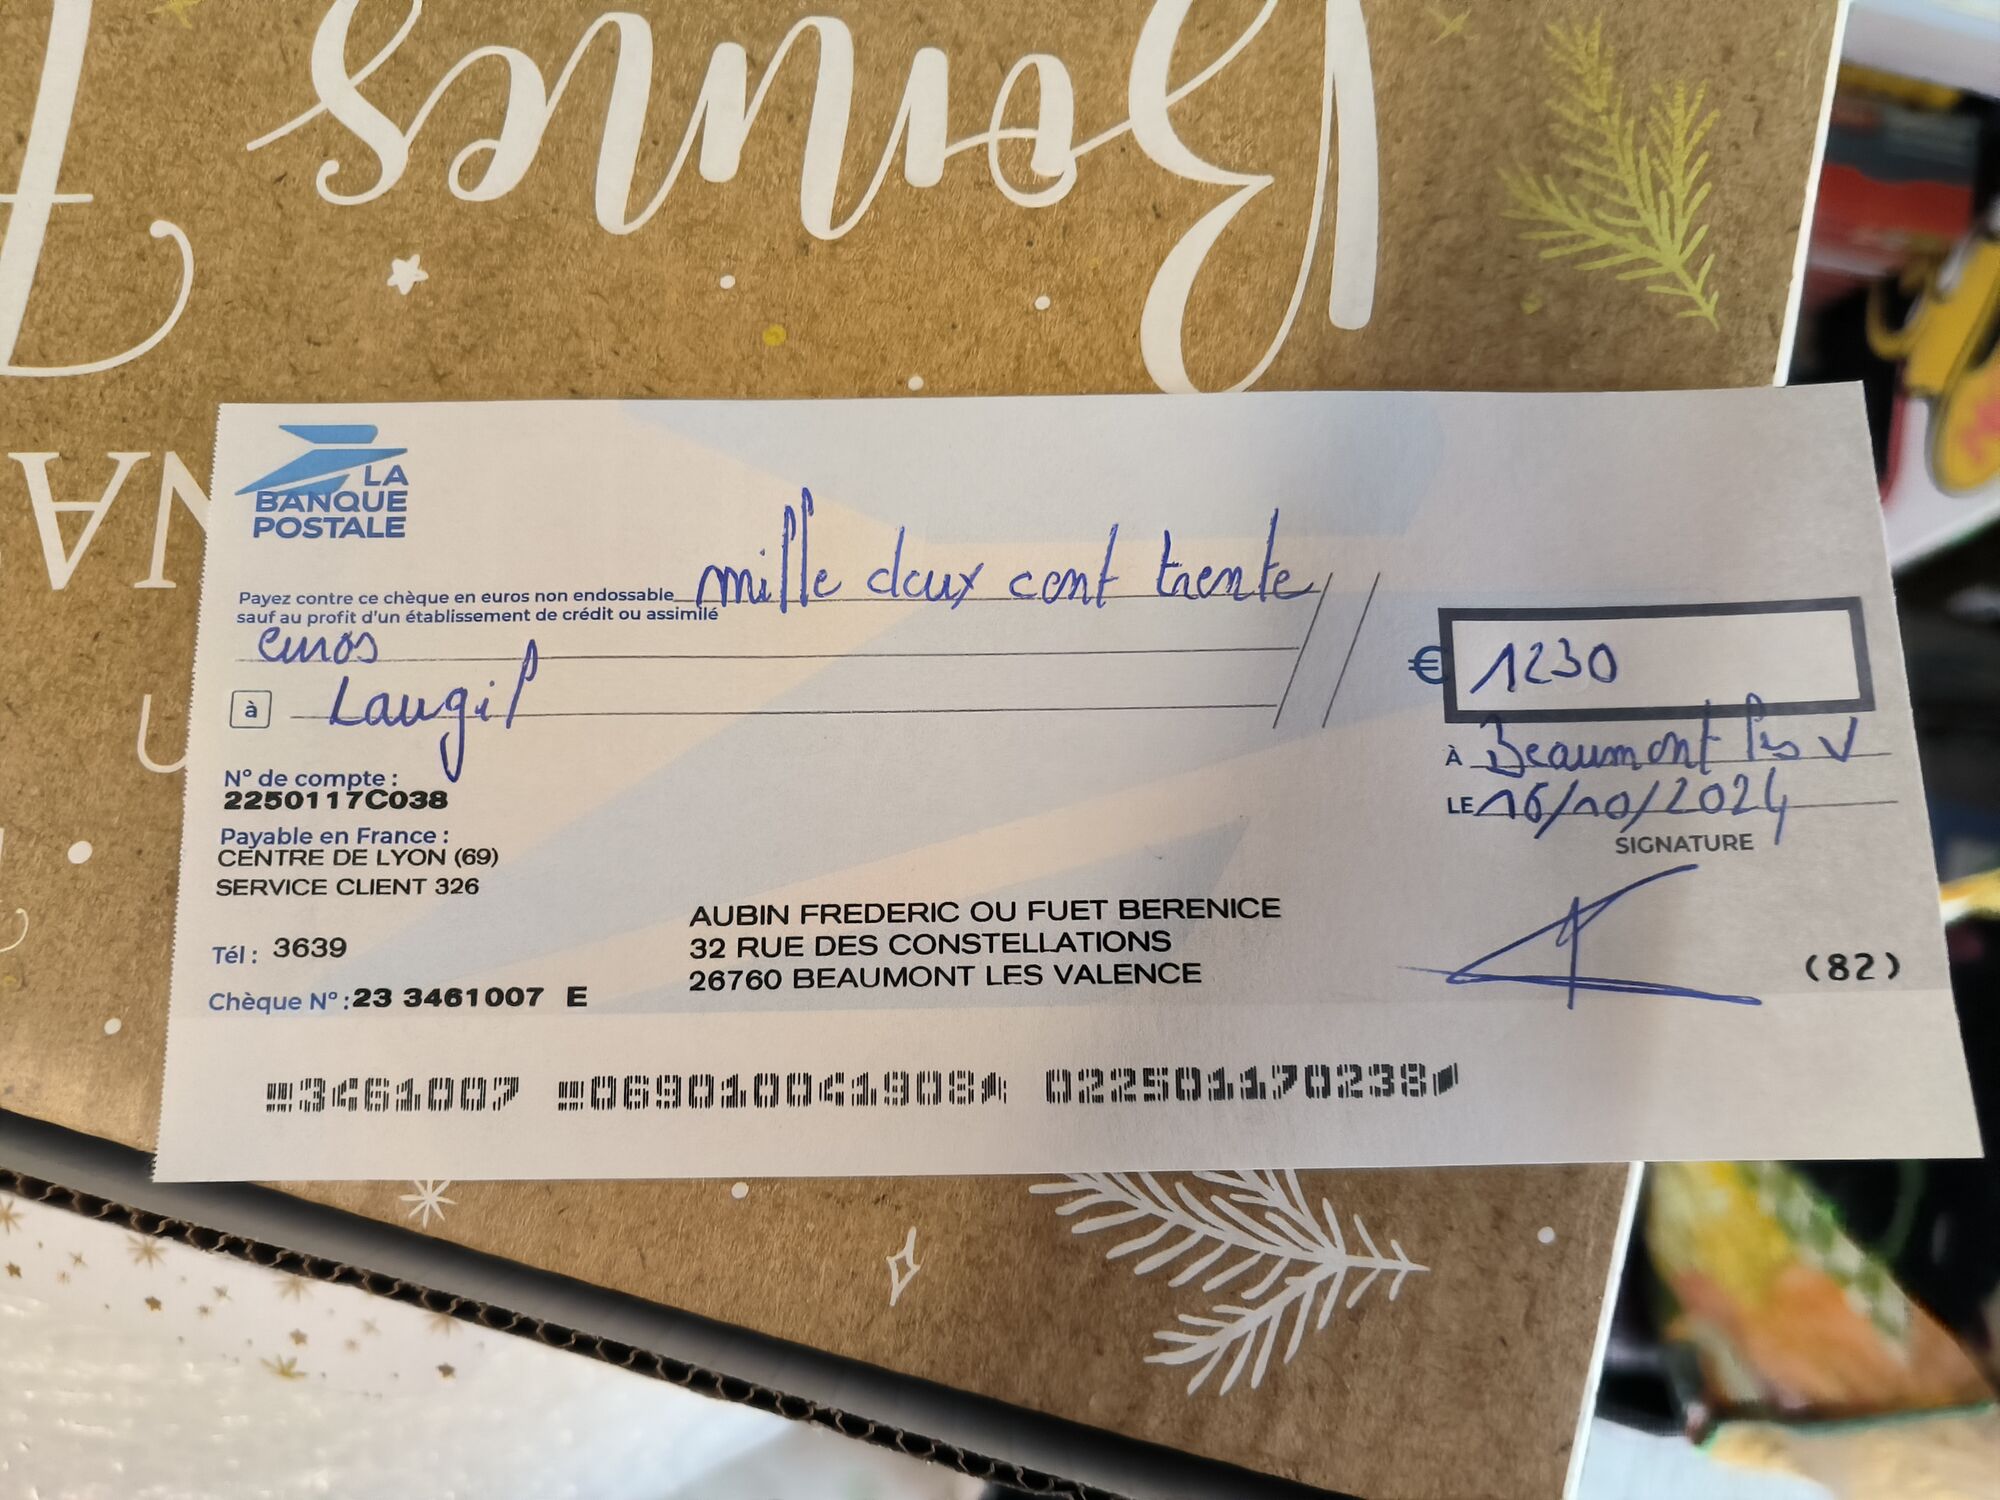 Bonnes
LA
BANQUE
POSTALE
Payez contre ce chèque en euros non endossable mille deux cent trente
sauf au profit d'un établissement de crédit ou assimilé
euros
€ 1230
à Laugil
À Beaumont les V
LE 16/10/2024
SIGNATURE
N° de compte :
2250117C038
Payable en France :
CENTRE DE LYON (69)
SERVICE CLIENT 326
Tél : 3639
Chèque N° : 23 3461007 E
AUBIN FREDERIC OU FUET BERENICE
32 RUE DES CONSTELLATIONS
26760 BEAUMONT LES VALENCE
(82)
3461007 069010041908 022501170238